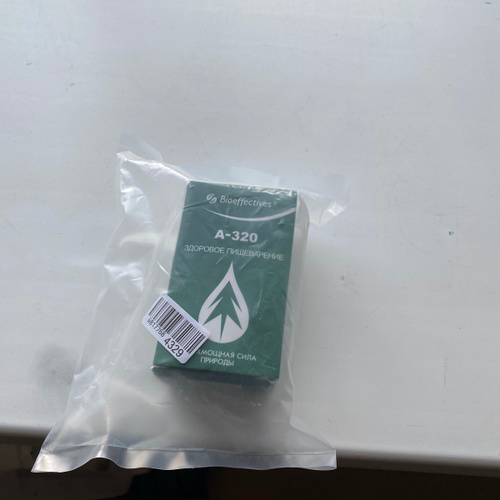 Bioeffectives
A-320
ЗДОРОВОЕ ПИЩЕВАРЕНИЕ
4329
МОЩНАЯ СИЛА
ПРИРОДЫ